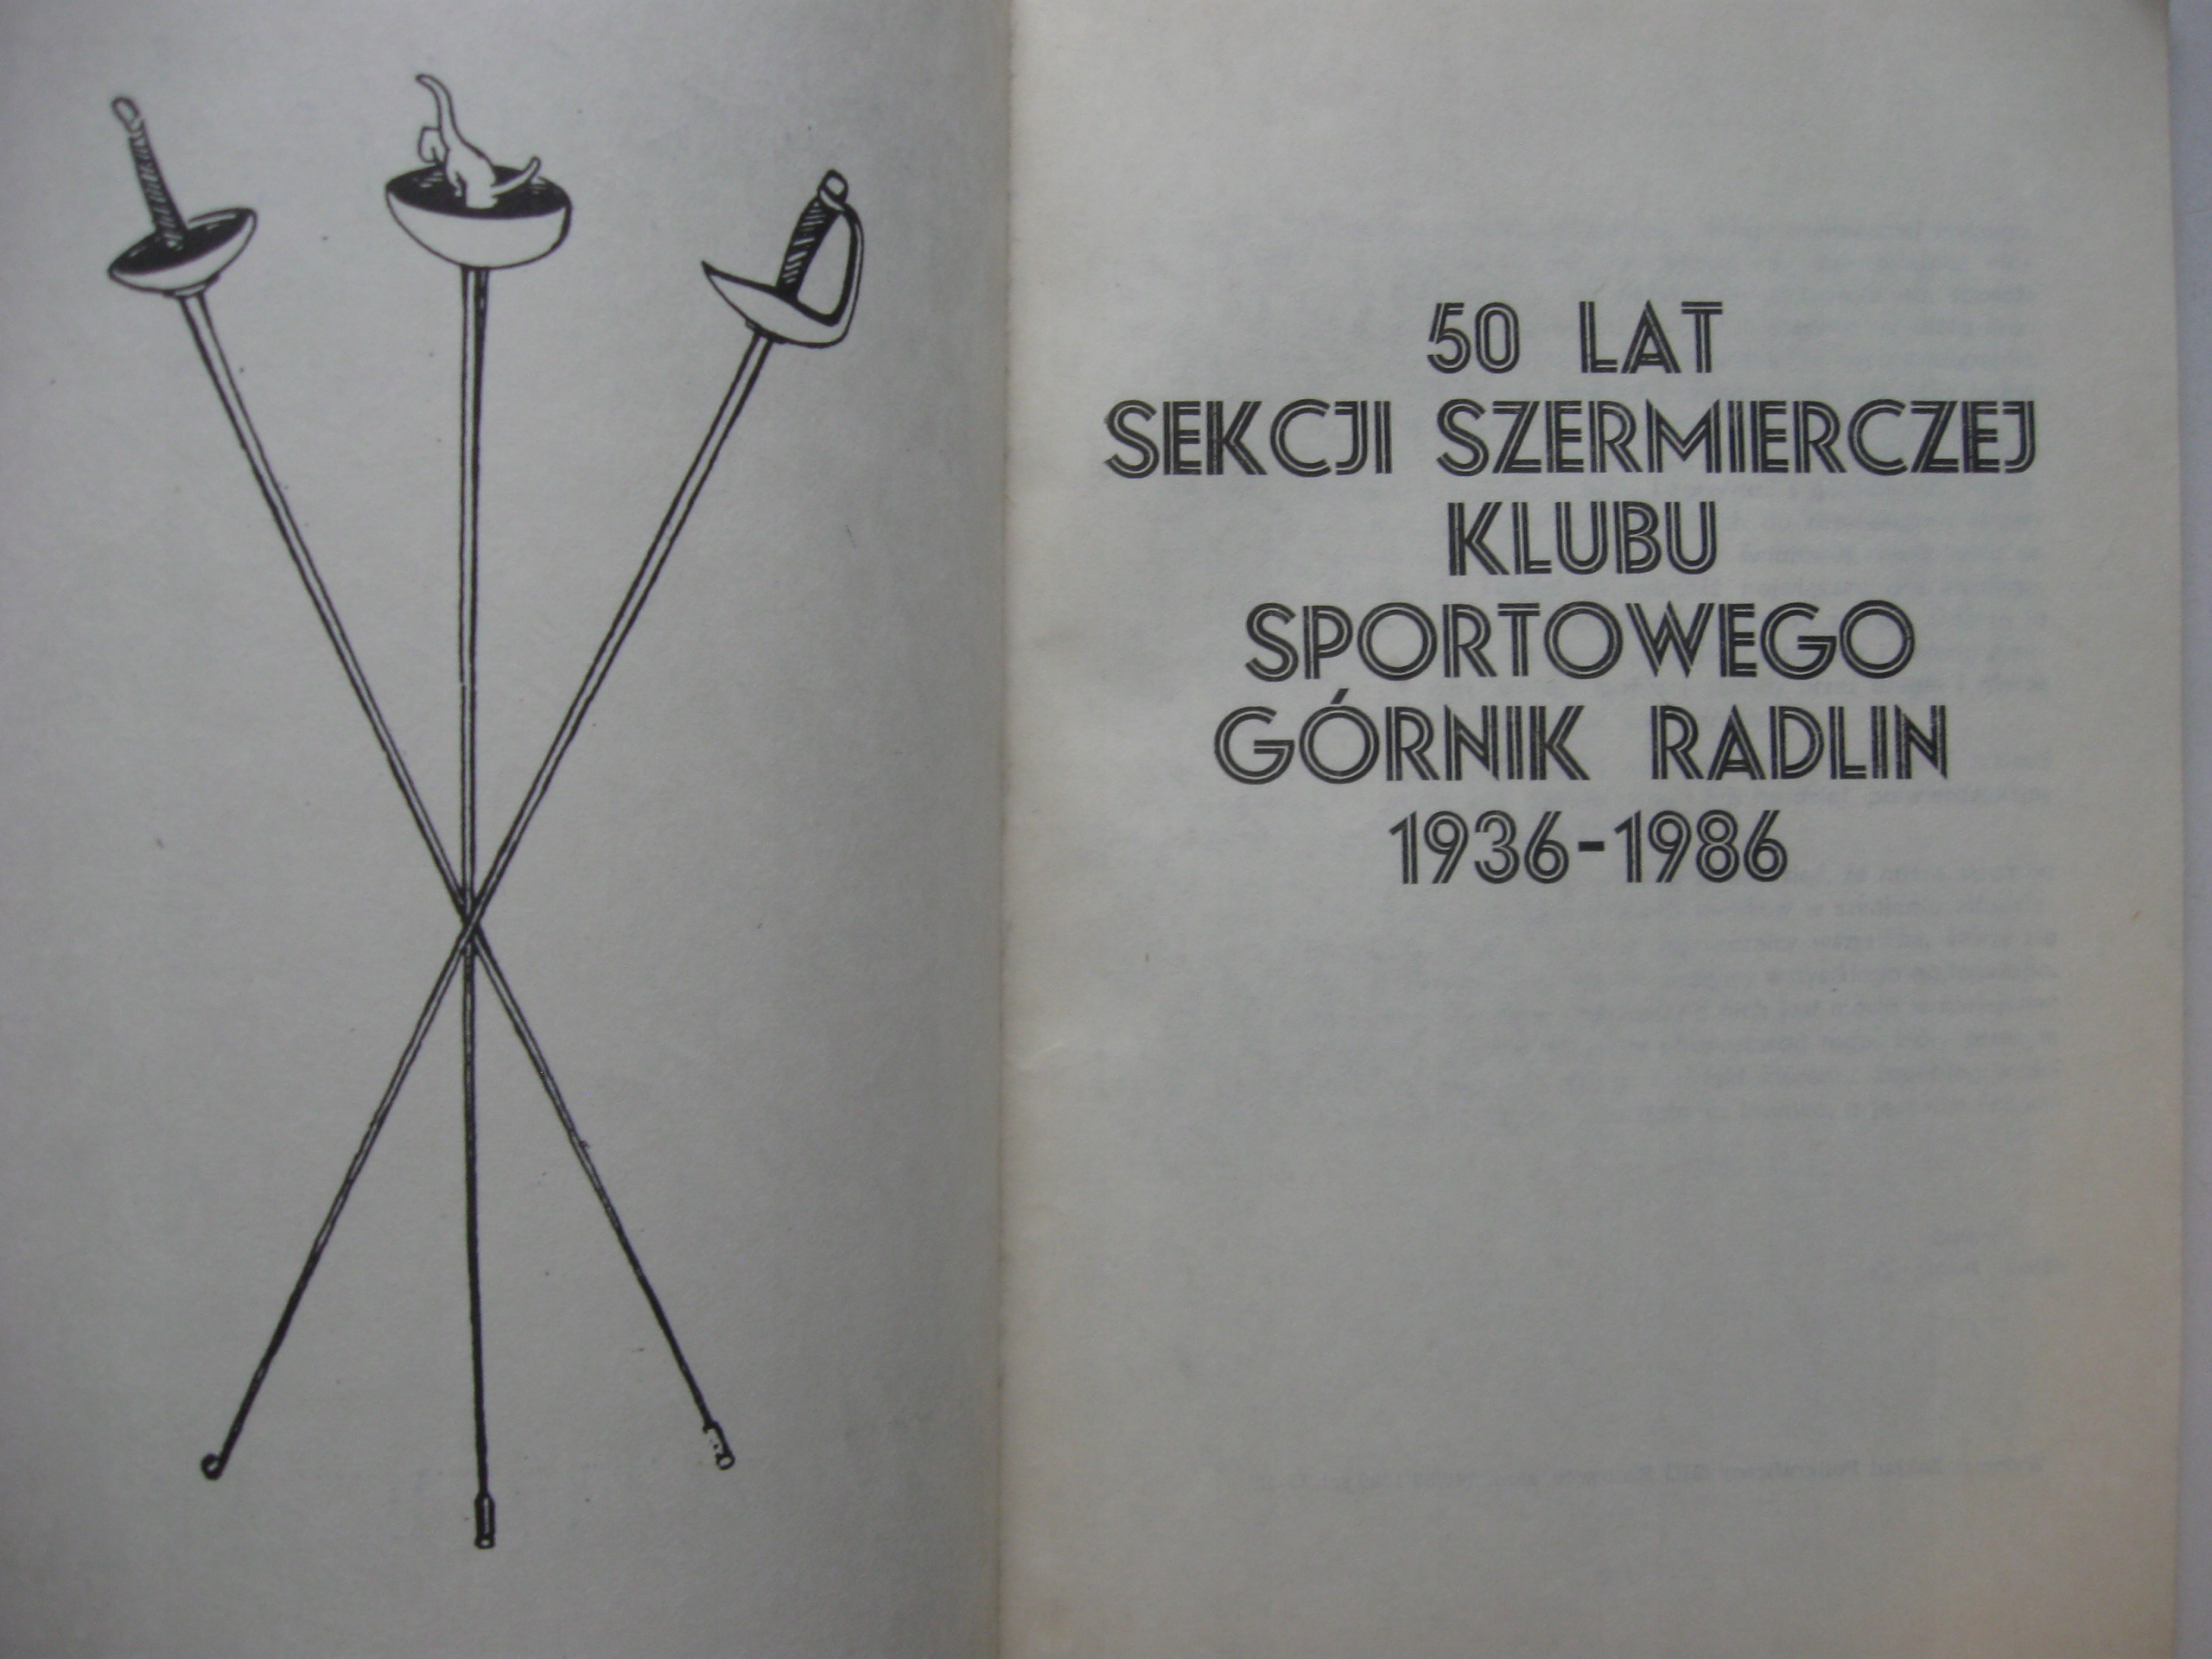 50 LAT
SEKCJI SZERMIERCZEJ
KLUBU
SPORTOWEGO
GÓRNIK RADLIN
1936-1986